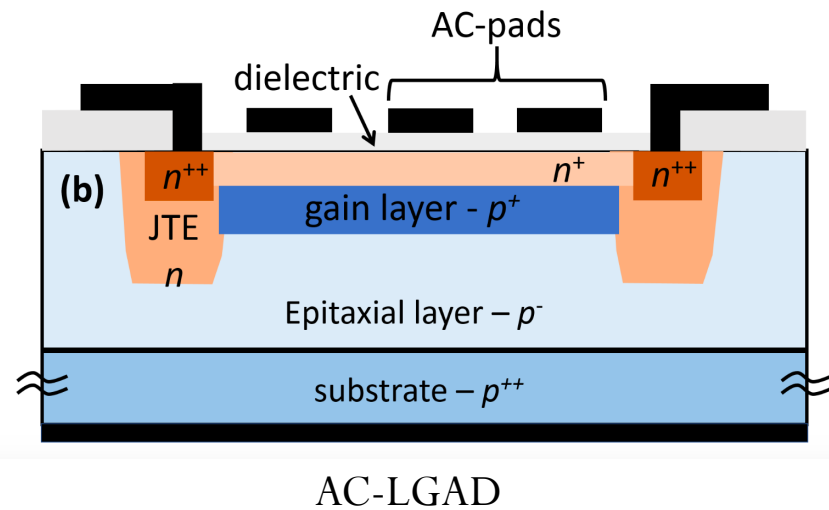 AC-pads
dielectric
(b)
n++
n+
n++
gain layer - p+
JTE
n
Epitaxial layer – p-
substrate – p++
AC-LGAD